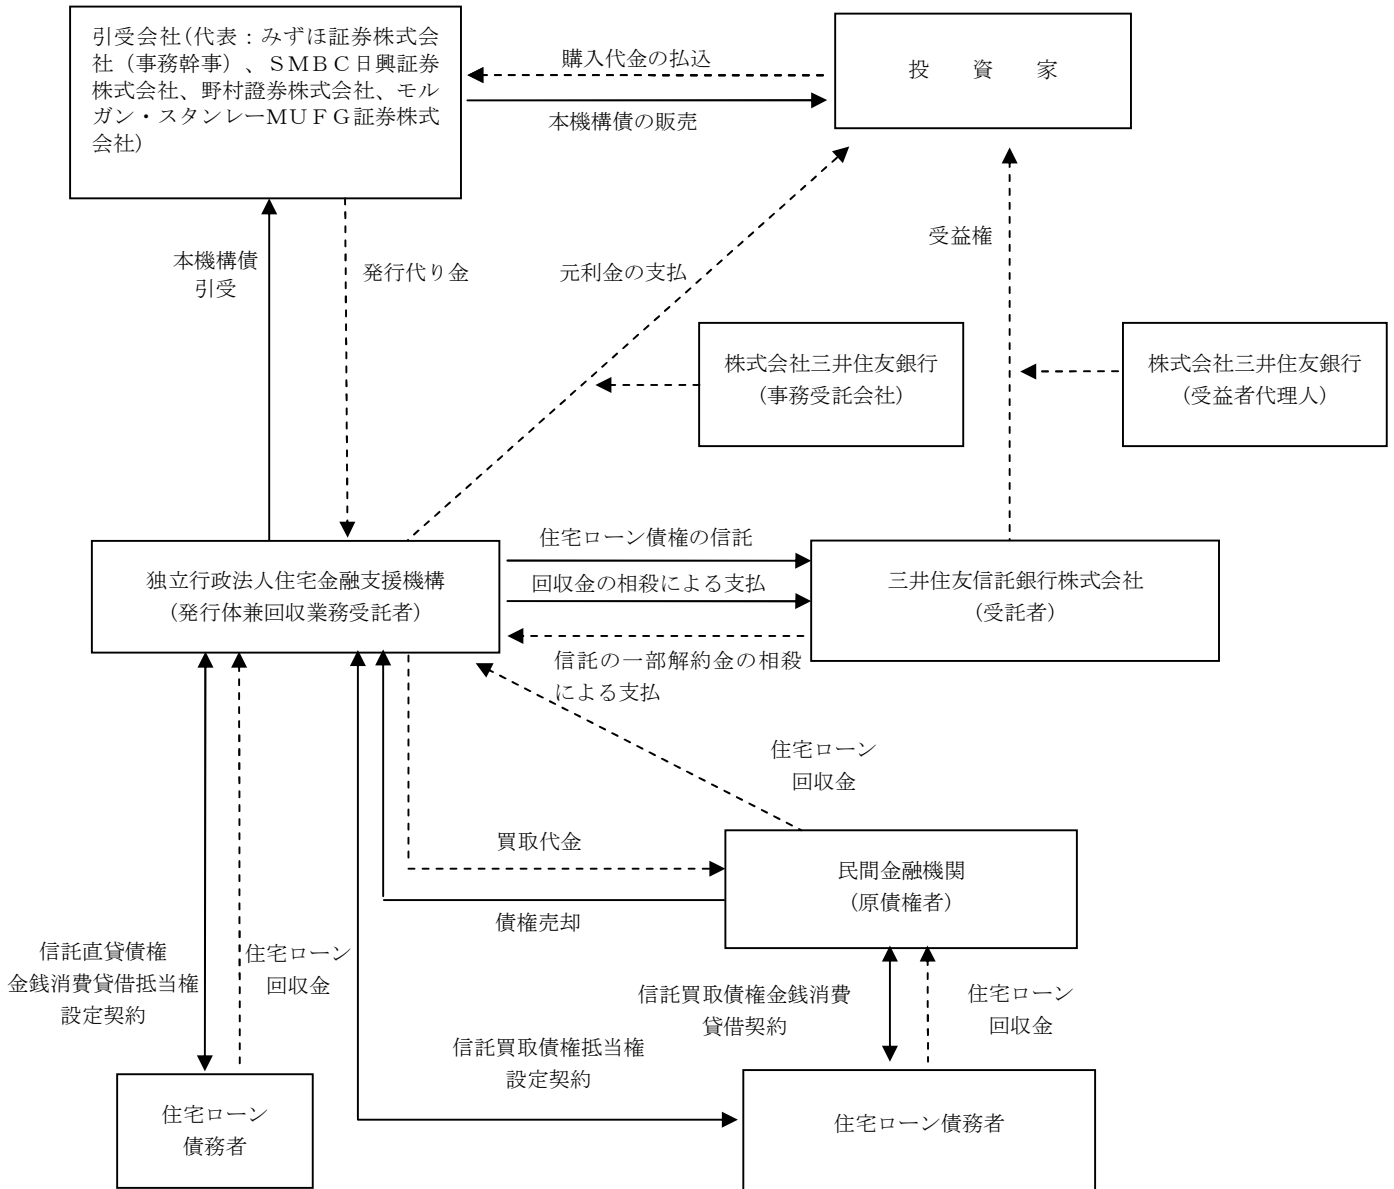 引受会社(代表：みずほ証券株式会
社（事務幹事）、ＳＭＢＣ日興証券
株式会社、野村證券株式会社、モル
ガン・スタンレーMUＦＧ証券株式
会社)
購入代金の払込
本機構債の販売
投　資　家
本機構債
引受
発行代り金
元利金の支払
受益権
株式会社三井住友銀行
（事務受託会社）
株式会社三井住友銀行
（受益者代理人）
独立行政法人住宅金融支援機構
（発行体兼回収業務受託者）
住宅ローン債権の信託
回収金の相殺による支払
信託の一部解約金の相殺
による支払
三井住友信託銀行株式会社
（受託者）
住宅ローン
回収金
買取代金
債権売却
民間金融機関
（原債権者）
信託直貸債権
金銭消費貸借抵当権
設定契約
住宅ローン
回収金
信託買取債権金銭消費
貸借契約
住宅ローン
回収金
信託買取債権抵当権
設定契約
住宅ローン
債務者
住宅ローン債務者